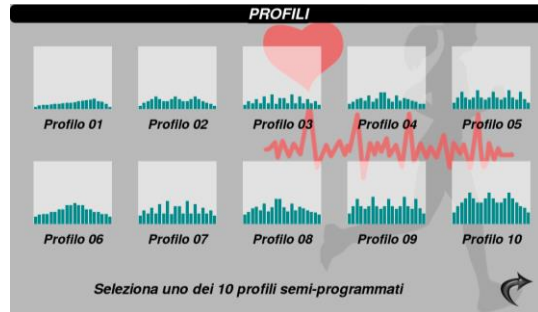 PROFILI
Profilo 01 Profilo 02 Profilo 03 Profilo 04 Profilo 05
Profilo 06 Profilo 07 Profilo 08 Profilo 09 Profilo 10
Seleziona uno dei 10 profili semi-programmati